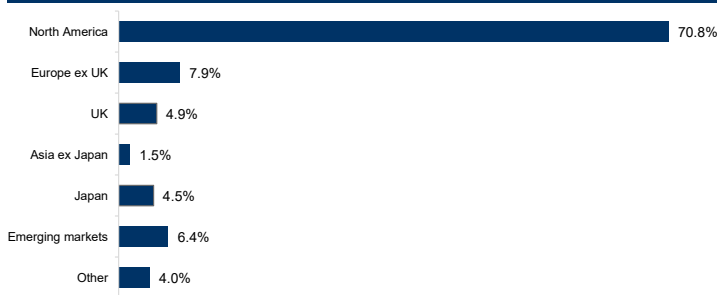 North America 70.8%
Europe ex UK 7.9%
UK 4.9%
Asia ex Japan 1.5%
Japan 4.5%
Emerging markets 6.4%
Other 4.0%